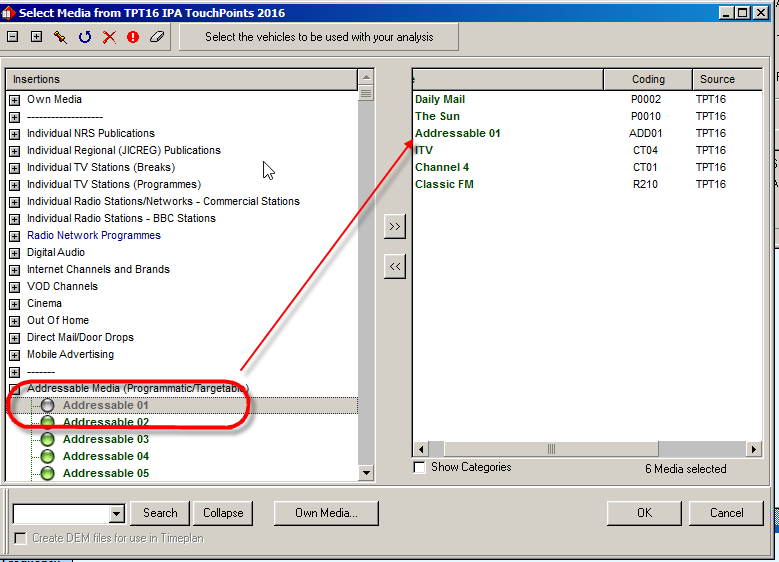 Select Media from TPT16 IPA TouchPoints 2016
Select the vehicles to be used with your analysis
Insertions
Own Media
-------------------
Individual NRS Publications
Individual Regional (JICREG) Publications
Individual TV Stations (Breaks)
Individual TV Stations (Programmes)
Individual Radio Stations/Networks - Commercial Stations
Individual Radio Stations - BBC Stations
Radio Network Programmes
Digital Audio
Internet Channels and Brands
VOD Channels
Cinema
Out Of Home
Direct Mail/Door Drops
Mobile Advertising
-------
Addressable Media (Programmatic/Targetable)
Addressable 01
Addressable 02
Addressable 03
Addressable 04
Addressable 05
>>
<<
e Coding Source
Daily Mail P0002 TPT16
The Sun P0010 TPT16
Addressable 01 ADD01 TPT16
ITV CT04 TPT16
Channel 4 CT01 TPT16
Classic FM R210 TPT16
Show Categories 6 Media selected
Search Collapse Own Media... OK Cancel
Create DEM files for use in Timeplan